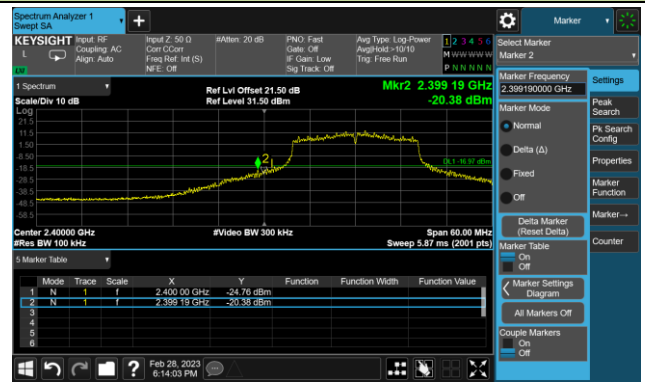 Spectrum Analyzer 1
Swept SA
Marker
KEYSIGHT
L
LW
Input: RF
Coupling: AC
Align: Auto
Input Z: 50 Ω
Corr CCorr
Freq Ref: Int (S)
NFE: Off
#Atten: 20 dB
PNO: Fast
Gate: Off
IF Gain: Low
Sig Track: Off
Avg Type: Log-Power
Avg|Hold:>10/10
Trig: Free Run
1 2 3 4 5 6
M W W W W W
P N N N N N
Select Marker
Marker 2
1 Spectrum
Scale/Div 10 dB
Log
Ref Lvl Offset 21.50 dB
Ref Level 31.50 dBm
Mkr2 2.399 19 GHz
-20.38 dBm
21.5
11.5
1.50
-8.50
-18.5
-28.5
-38.5
-48.5
-58.5
2
1
DL1 -16.97 dBm
Center 2.40000 GHz
#Res BW 100 kHz
#Video BW 300 kHz
Span 60.00 MHz
Sweep 5.87 ms (2001 pts)
5 Marker Table
Mode Trace Scale X Y Function Function Width Function Value
1 N 1 f 2.400 00 GHz -24.76 dBm
2 N 1 f 2.399 19 GHz -20.38 dBm
3
4
5
6
Marker Frequency
2.399190000 GHz
Marker Mode
Normal
Delta (Δ)
Fixed
Off
Delta Marker
(Reset Delta)
Marker Table
On
Off
Marker Settings
Diagram
All Markers Off
Couple Markers
On
Off
Settings
Peak
Search
Pk Search
Config
Properties
Marker
Function
Marker→
Counter
?
Feb 28, 2023
6:14:03 PM